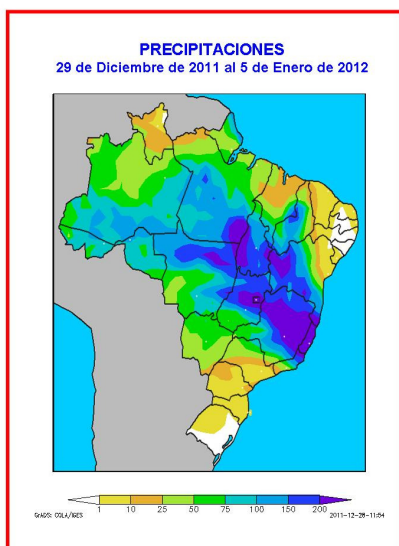 PRECIPITACIONES
29 de Diciembre de 2011 al 5 de Enero de 2012
1 10 25 50 75 100 150 200
GrADS: COLA/IGES 2011-12-28-11:54